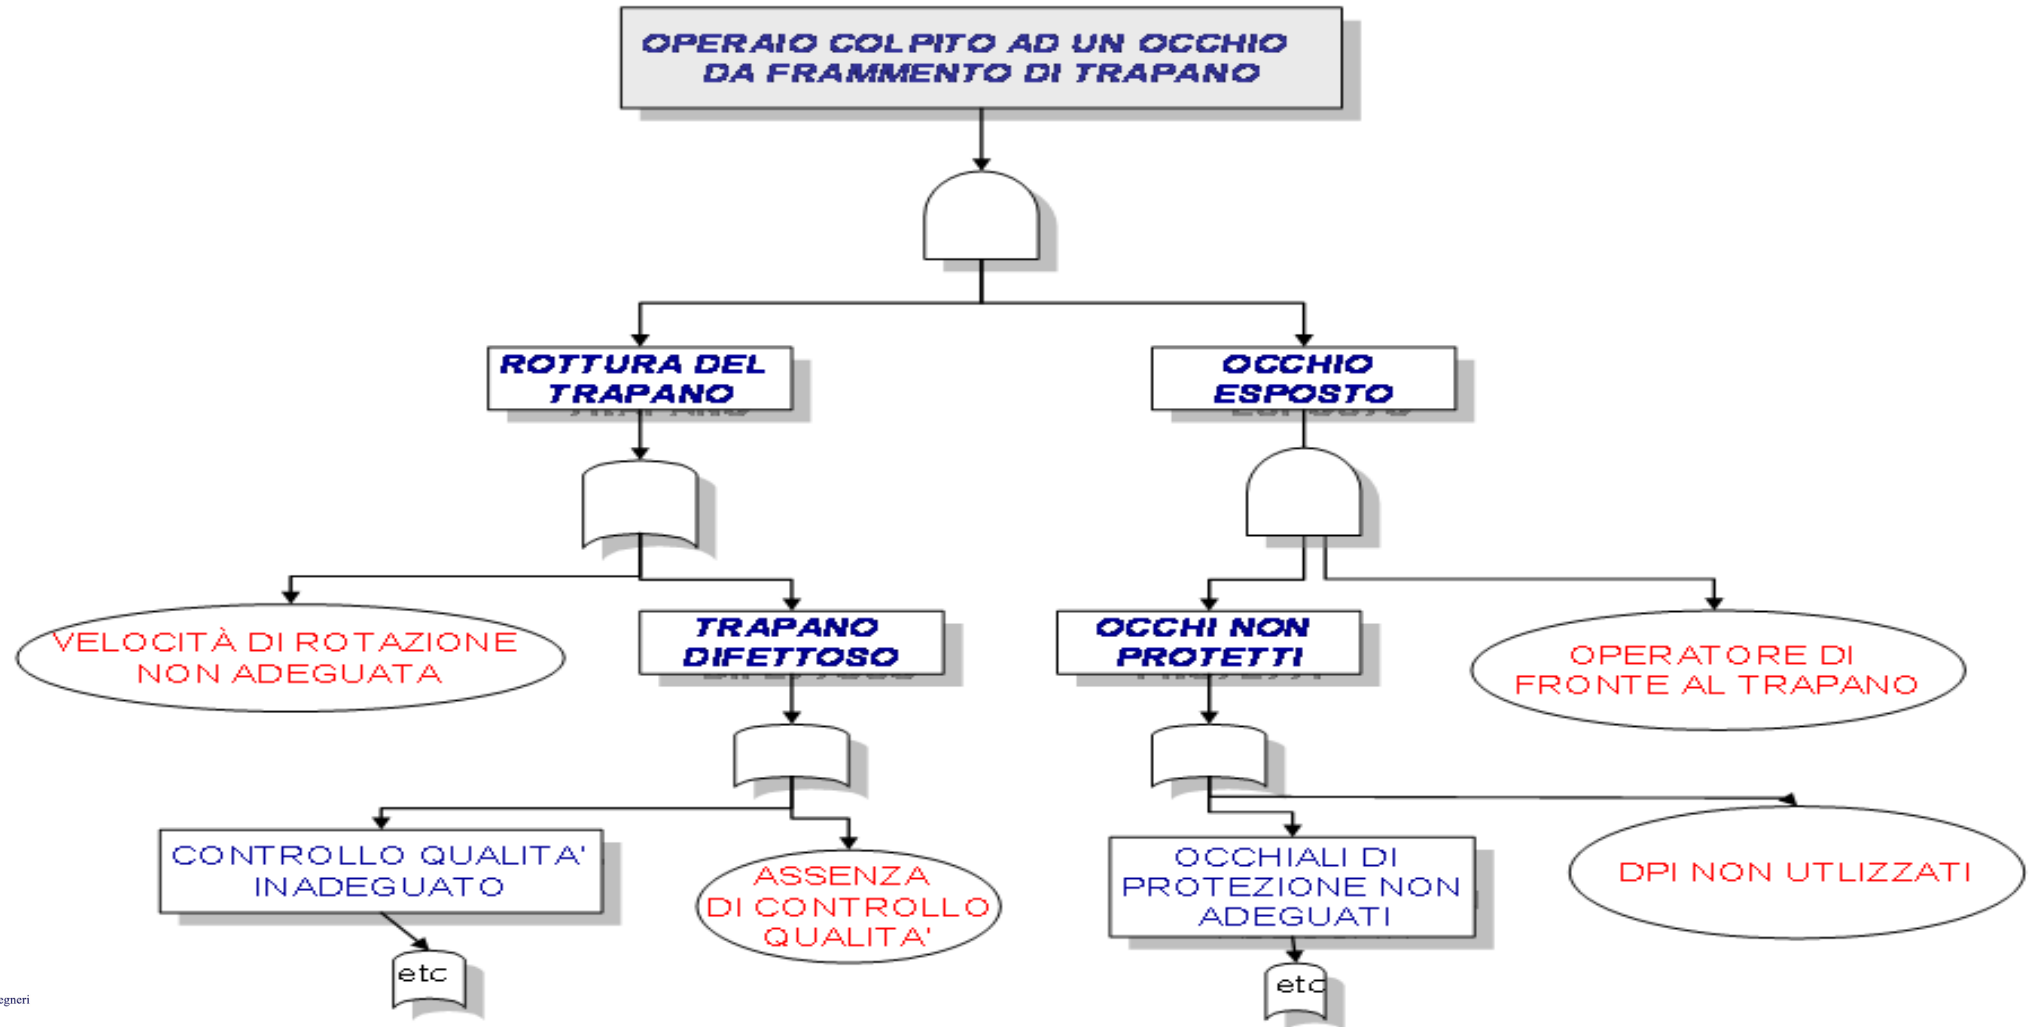 OPERAIO COLPITO AD UN OCCHIO
DA FRAMMENTO DI TRAPANO
ROTTURA DEL
TRAPANO
OCCHIO
ESPOSTO
VELOCITÀ DI ROTAZIONE
NON ADEGUATA
TRAPANO
DIFETTOSO
OCCHI NON
PROTETTI
OPERATORE DI
FRONTE AL TRAPANO
CONTROLLO QUALITA'
INADEGUATO
ASSENZA
DI CONTROLLO
QUALITA'
OCCHIALI DI
PROTEZIONE NON
ADEGUATI
DPI NON UTLIZZATI
etc
etc
egneri